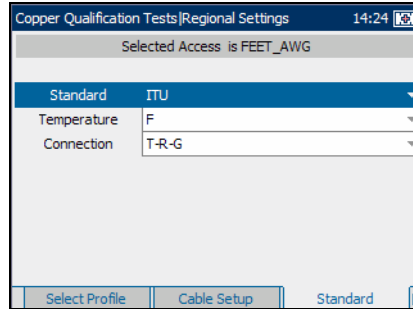 Copper Qualification Tests|Regional Settings 14:24
Selected Access is FEET_AWG
Standard ITU
Temperature F
Connection T-R-G
Select Profile Cable Setup Standard